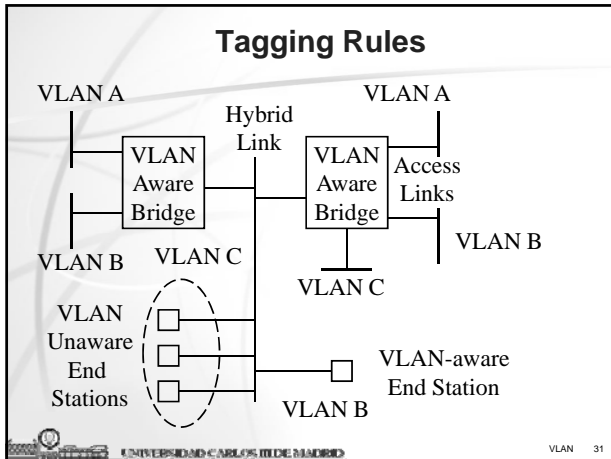 Tagging Rules
VLAN A
VLAN A
Hybrid
Link
VLAN
Aware
Bridge
VLAN
Aware
Bridge
Access
Links
VLAN B
VLAN C
VLAN B
VLAN C
VLAN
Unaware
End
Stations
VLAN-aware
End Station
VLAN B
UNIVERSIDAD CARLOS III DE MADRID
VLAN 31